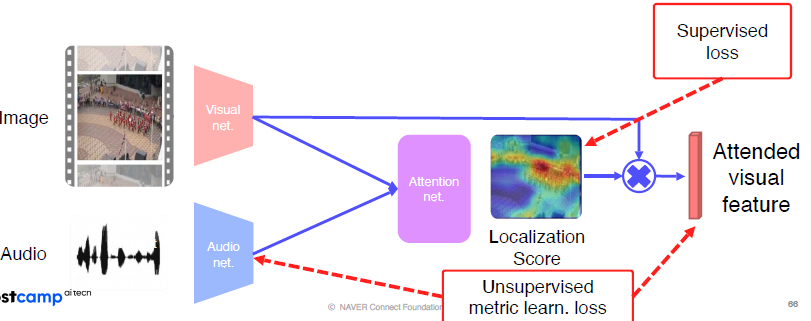 Supervised
loss
Image
Visual
net.
Attention
net.
Attended
visual
feature
Audio
Audio
net.
Localization
Score
Unsupervised
metric learn. loss
ostcamp ai tech
© NAVER Connect Foundation
66